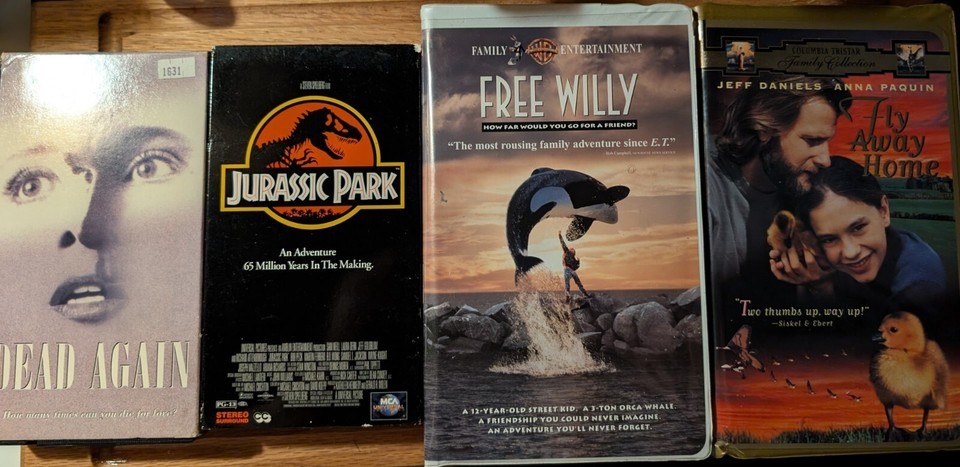 1631
DEAD AGAIN
How many times can you die for love?
JURASSIC PARK
An Adventure
65 Million Years In The Making.
PG-13
STEREO
SURROUND
CC
MCA
UNIVERSAL
FAMILY
WB
ENTERTAINMENT
FREE WILLY
HOW FAR WOULD YOU GO FOR A FRIEND?
"The most rousing family adventure since E.T."
A 12-YEAR-OLD STREET KID. A 3-TON ORCA WHALE.
A FRIENDSHIP YOU COULD NEVER IMAGINE.
AN ADVENTURE YOU'LL NEVER FORGET.
COLUMBIA TRISTAR
Family Collection
JEFF DANIELS ANNA PAQUIN
Fly
Away
Home
"Two thumbs up, way up!"
—Siskel & Ebert